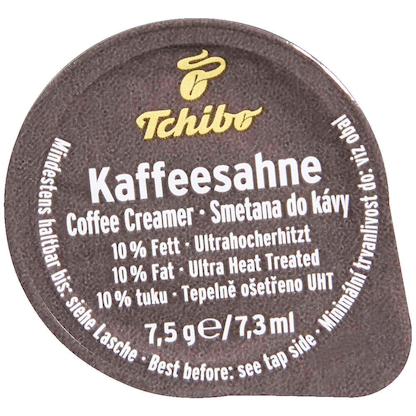 Tchibo
Kaffeesahne
Coffee Creamer · Smetana do kávy
10% Fett · Ultrahocherhitzt
10% Fat · Ultra Heat Treated
10% tuku · Tepelně ošetřeno UHT
7,5 g e/7,3 ml
Mindestens haltbar bis: siehe Lasche · Best before: see tap side · Minimální trvanlivost do: viz obal